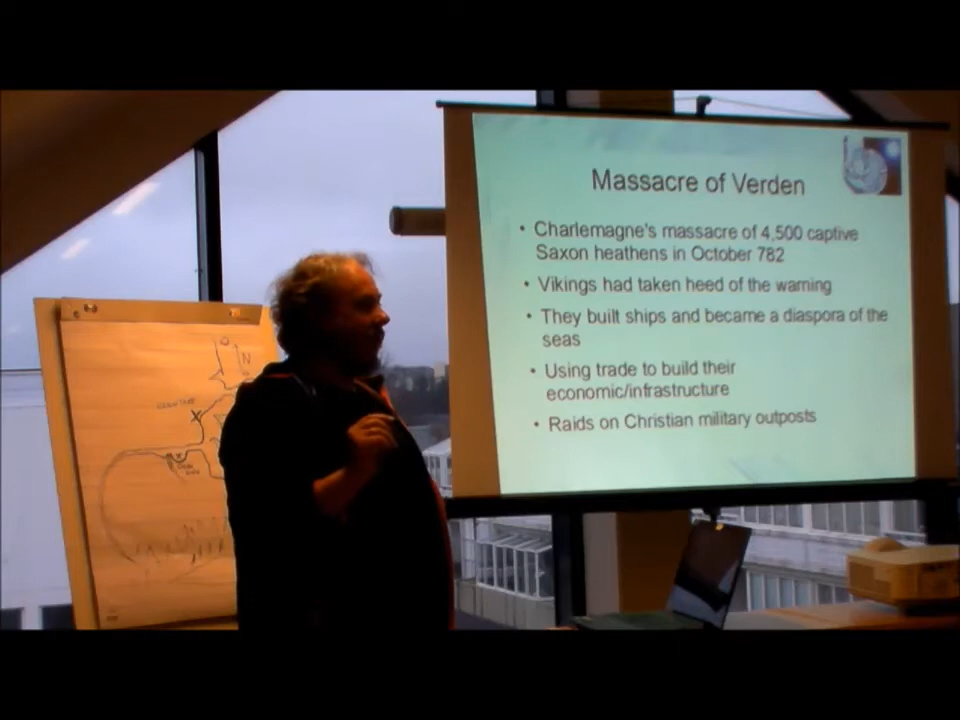 Massacre of Verden
• Charlemagne's massacre of 4,500 captive
Saxon heathens in October 782
• Vikings had taken heed of the warning
• They built ships and became a diaspora of the
seas
• Using trade to build their
economic/infrastructure
• Raids on Christian military outposts
N